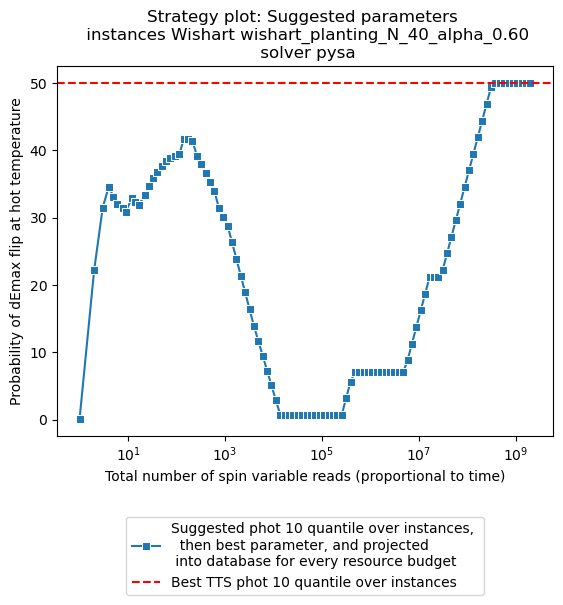 Strategy plot: Suggested parameters
instances Wishart wishart_planting_N_40_alpha_0.60
solver pysa
Probability of dEmax flip at hot temperature
50
40
30
20
10
0
10^1
10^3
10^5
10^7
10^9
Total number of spin variable reads (proportional to time)
Suggested phot 10 quantile over instances,
then best parameter, and projected
into database for every resource budget
Best TTS phot 10 quantile over instances